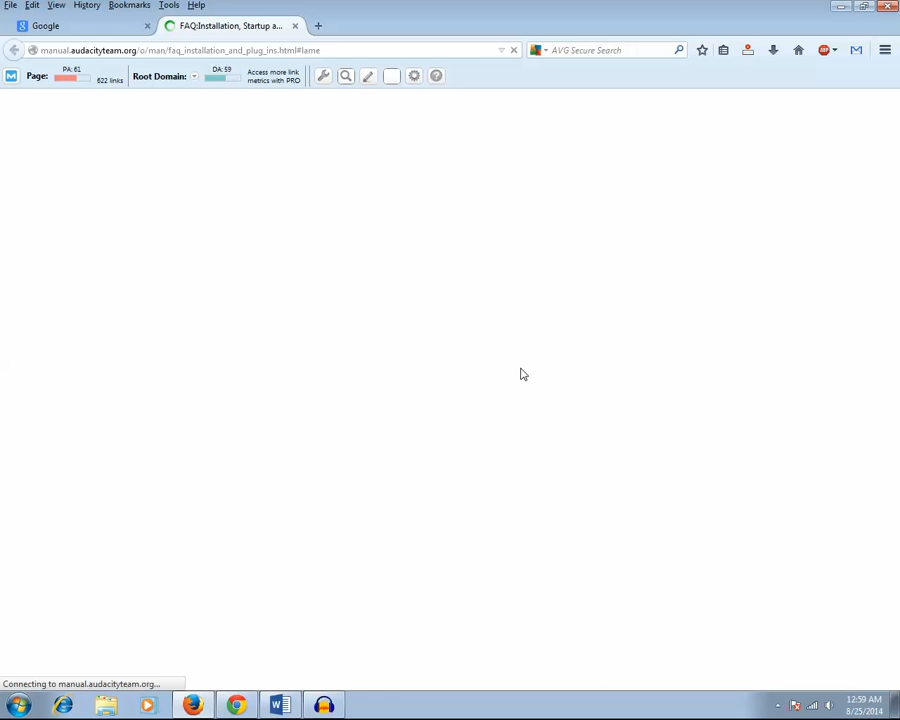 File Edit View History Bookmarks Tools Help
Google FAQ:Installation, Startup a...
manual.audacityteam.org/o/man/faq_installation_and_plug_ins.html#lame AVG Secure Search
Page: PA: 61 622 links Root Domain: DA: 59 Access more link metrics with PRO
Connecting to manual.audacityteam.org...
12:59 AM
8/25/2014